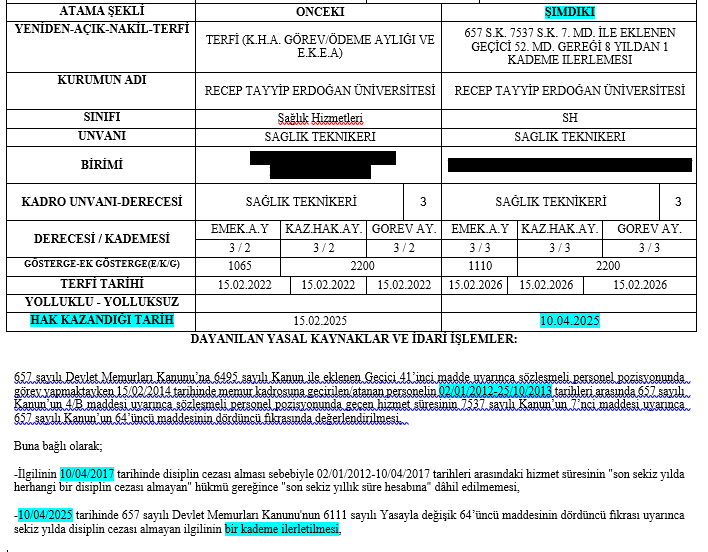 ATAMA ŞEKLİ ONCEKI ŞIMDIKI
YENİDEN-AÇIK-NAKİL-TERFİ TERFİ (K.H.A. GÖREV/ÖDEME AYLIĞI VE E.K.E.A) 657 S.K. 7537 S.K. 7. MD. İLE EKLENEN GEÇİCİ 52. MD. GEREĞİ 8 YILDAN 1 KADEME ILERLEMESI
KURUMUN ADI RECEP TAYYİP ERDOĞAN ÜNİVERSİTESİ RECEP TAYYİP ERDOĞAN ÜNİVERSİTESİ
SINIFI Sağlık Hizmetleri SH
UNVANI SAGLIK TEKNIKERI SAGLIK TEKNIKERI
BİRİMİ
KADRO UNVANI-DERECESİ SAĞLIK TEKNİKERİ 3 SAĞLIK TEKNİKERİ 3
DERECESİ / KADEMESİ EMEK.A.Y KAZ.HAK.AY. GOREV AY. EMEK.A.Y KAZ.HAK.AY. GOREV AY.
3 / 2 3 / 2 3 / 2 3 / 3 3 / 3 3 / 3
GÖSTERGE-EK GÖSTERGE(E/K/G) 1065 2200 1110 2200
TERFİ TARİHİ 15.02.2022 15.02.2022 15.02.2022 15.02.2026 15.02.2026 15.02.2026
YOLLUKLU - YOLLUKSUZ
HAK KAZANDIĞI TARİH 15.02.2025 10.04.2025
DAYANILAN YASAL KAYNAKLAR VE İDARİ İŞLEMLER:
657 sayılı Devlet Memurları Kanunu’na 6495 sayılı Kanun ile eklenen Geçici 41’inci madde uyarınca sözleşmeli personel pozisyonunda
görev yapmaktayken 15/02/2014 tarihinde memur kadrosuna geçirilen/atanan personelin 02/01/2012-25/10/2013 tarihleri arasında 657 sayılı
Kanun’un 4/B maddesi uyarınca sözleşmeli personel pozisyonunda geçen hizmet süresinin 7537 sayılı Kanun’un 7’nci maddesi uyarınca
657 sayılı Kanun’un 64’üncü maddesinin dördüncü fıkrasında değerlendirilmesi,
Buna bağlı olarak;
-İlgilinin 10/04/2017 tarihinde disiplin cezası alması sebebiyle 02/01/2012-10/04/2017 tarihleri arasındaki hizmet süresinin "son sekiz yılda
herhangi bir disiplin cezası almayan" hükmü gereğince "son sekiz yıllık süre hesabına" dâhil edilmemesi,
-10/04/2025 tarihinde 657 sayılı Devlet Memurları Kanunu'nun 6111 sayılı Yasayla değişik 64’üncü maddesinin dördüncü fıkrası uyarınca
sekiz yılda disiplin cezası almayan ilgilinin bir kademe ilerletilmesi,